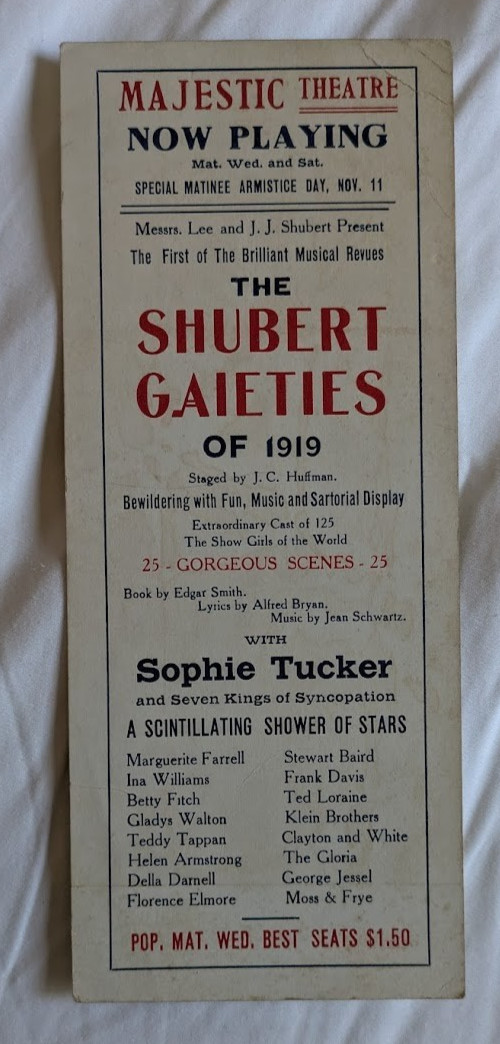 MAJESTIC THEATRE
NOW PLAYING
Mat. Wed. and Sat.
SPECIAL MATINEE ARMISTICE DAY, NOV. 11
Messrs. Lee and J. J. Shubert Present
The First of The Brilliant Musical Revues
THE
SHUBERT
GAIETIES
OF 1919
Staged by J. C. Huffman.
Bewildering with Fun, Music and Sartorial Display
Extraordinary Cast of 125
The Show Girls of the World
25 - GORGEOUS SCENES - 25
Book by Edgar Smith.
Lyrics by Alfred Bryan.
Music by Jean Schwartz.
WITH
Sophie Tucker
and Seven Kings of Syncopation
A SCINTILLATING SHOWER OF STARS
Marguerite Farrell
Ina Williams
Betty Fitch
Gladys Walton
Teddy Tappan
Helen Armstrong
Della Darnell
Florence Elmore
Stewart Baird
Frank Davis
Ted Loraine
Klein Brothers
Clayton and White
The Gloria
George Jessel
Moss & Frye
POP. MAT. WED. BEST SEATS $1.50